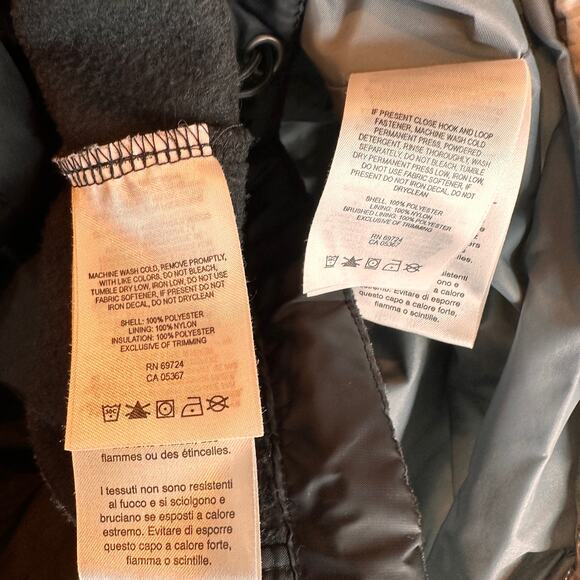 MACHINE WASH COLD, REMOVE PROMPTLY,
WITH LIKE COLORS, DO NOT BLEACH,
TUMBLE DRY LOW, IRON LOW, DO NOT USE
FABRIC SOFTENER, IF PRESENT DO NOT
IRON DECAL, DO NOT DRYCLEAN
SHELL: 100% POLYESTER
LINING: 100% NYLON
INSULATION: 100% POLYESTER
EXCLUSIVE OF TRIMMING
RN 69724
CA 05367
30°C
flammes ou des étincelles.
I tessuti non sono resistenti
al fuoco e si sciolgono e
bruciano se esposti a calore
estremo. Evitare di esporre
questo capo a calore forte,
fiamma o scintille.
IF PRESENT CLOSE HOOK AND LOOP
FASTENER, MACHINE WASH COLD
PERMANENT PRESS, POWDERED
DETERGENT, RINSE THOROUGHLY, WASH
SEPARATELY, DO NOT BLEACH, TUMBLE
DRY PERMANENT PRESS LOW, IRON LOW,
DO NOT USE FABRIC SOFTENER, IF
PRESENT DO NOT IRON DECAL, DO NOT
DRYCLEAN
SHELL: 100% POLYESTER
LINING: 100% NYLON
BRUSHED LINING: 100% POLYESTER
EXCLUSIVE OF TRIMMING
RN 69724
CA 05367
estremo. Evitare di esporre
questo capo a calore forte,
fiamma o scintille.